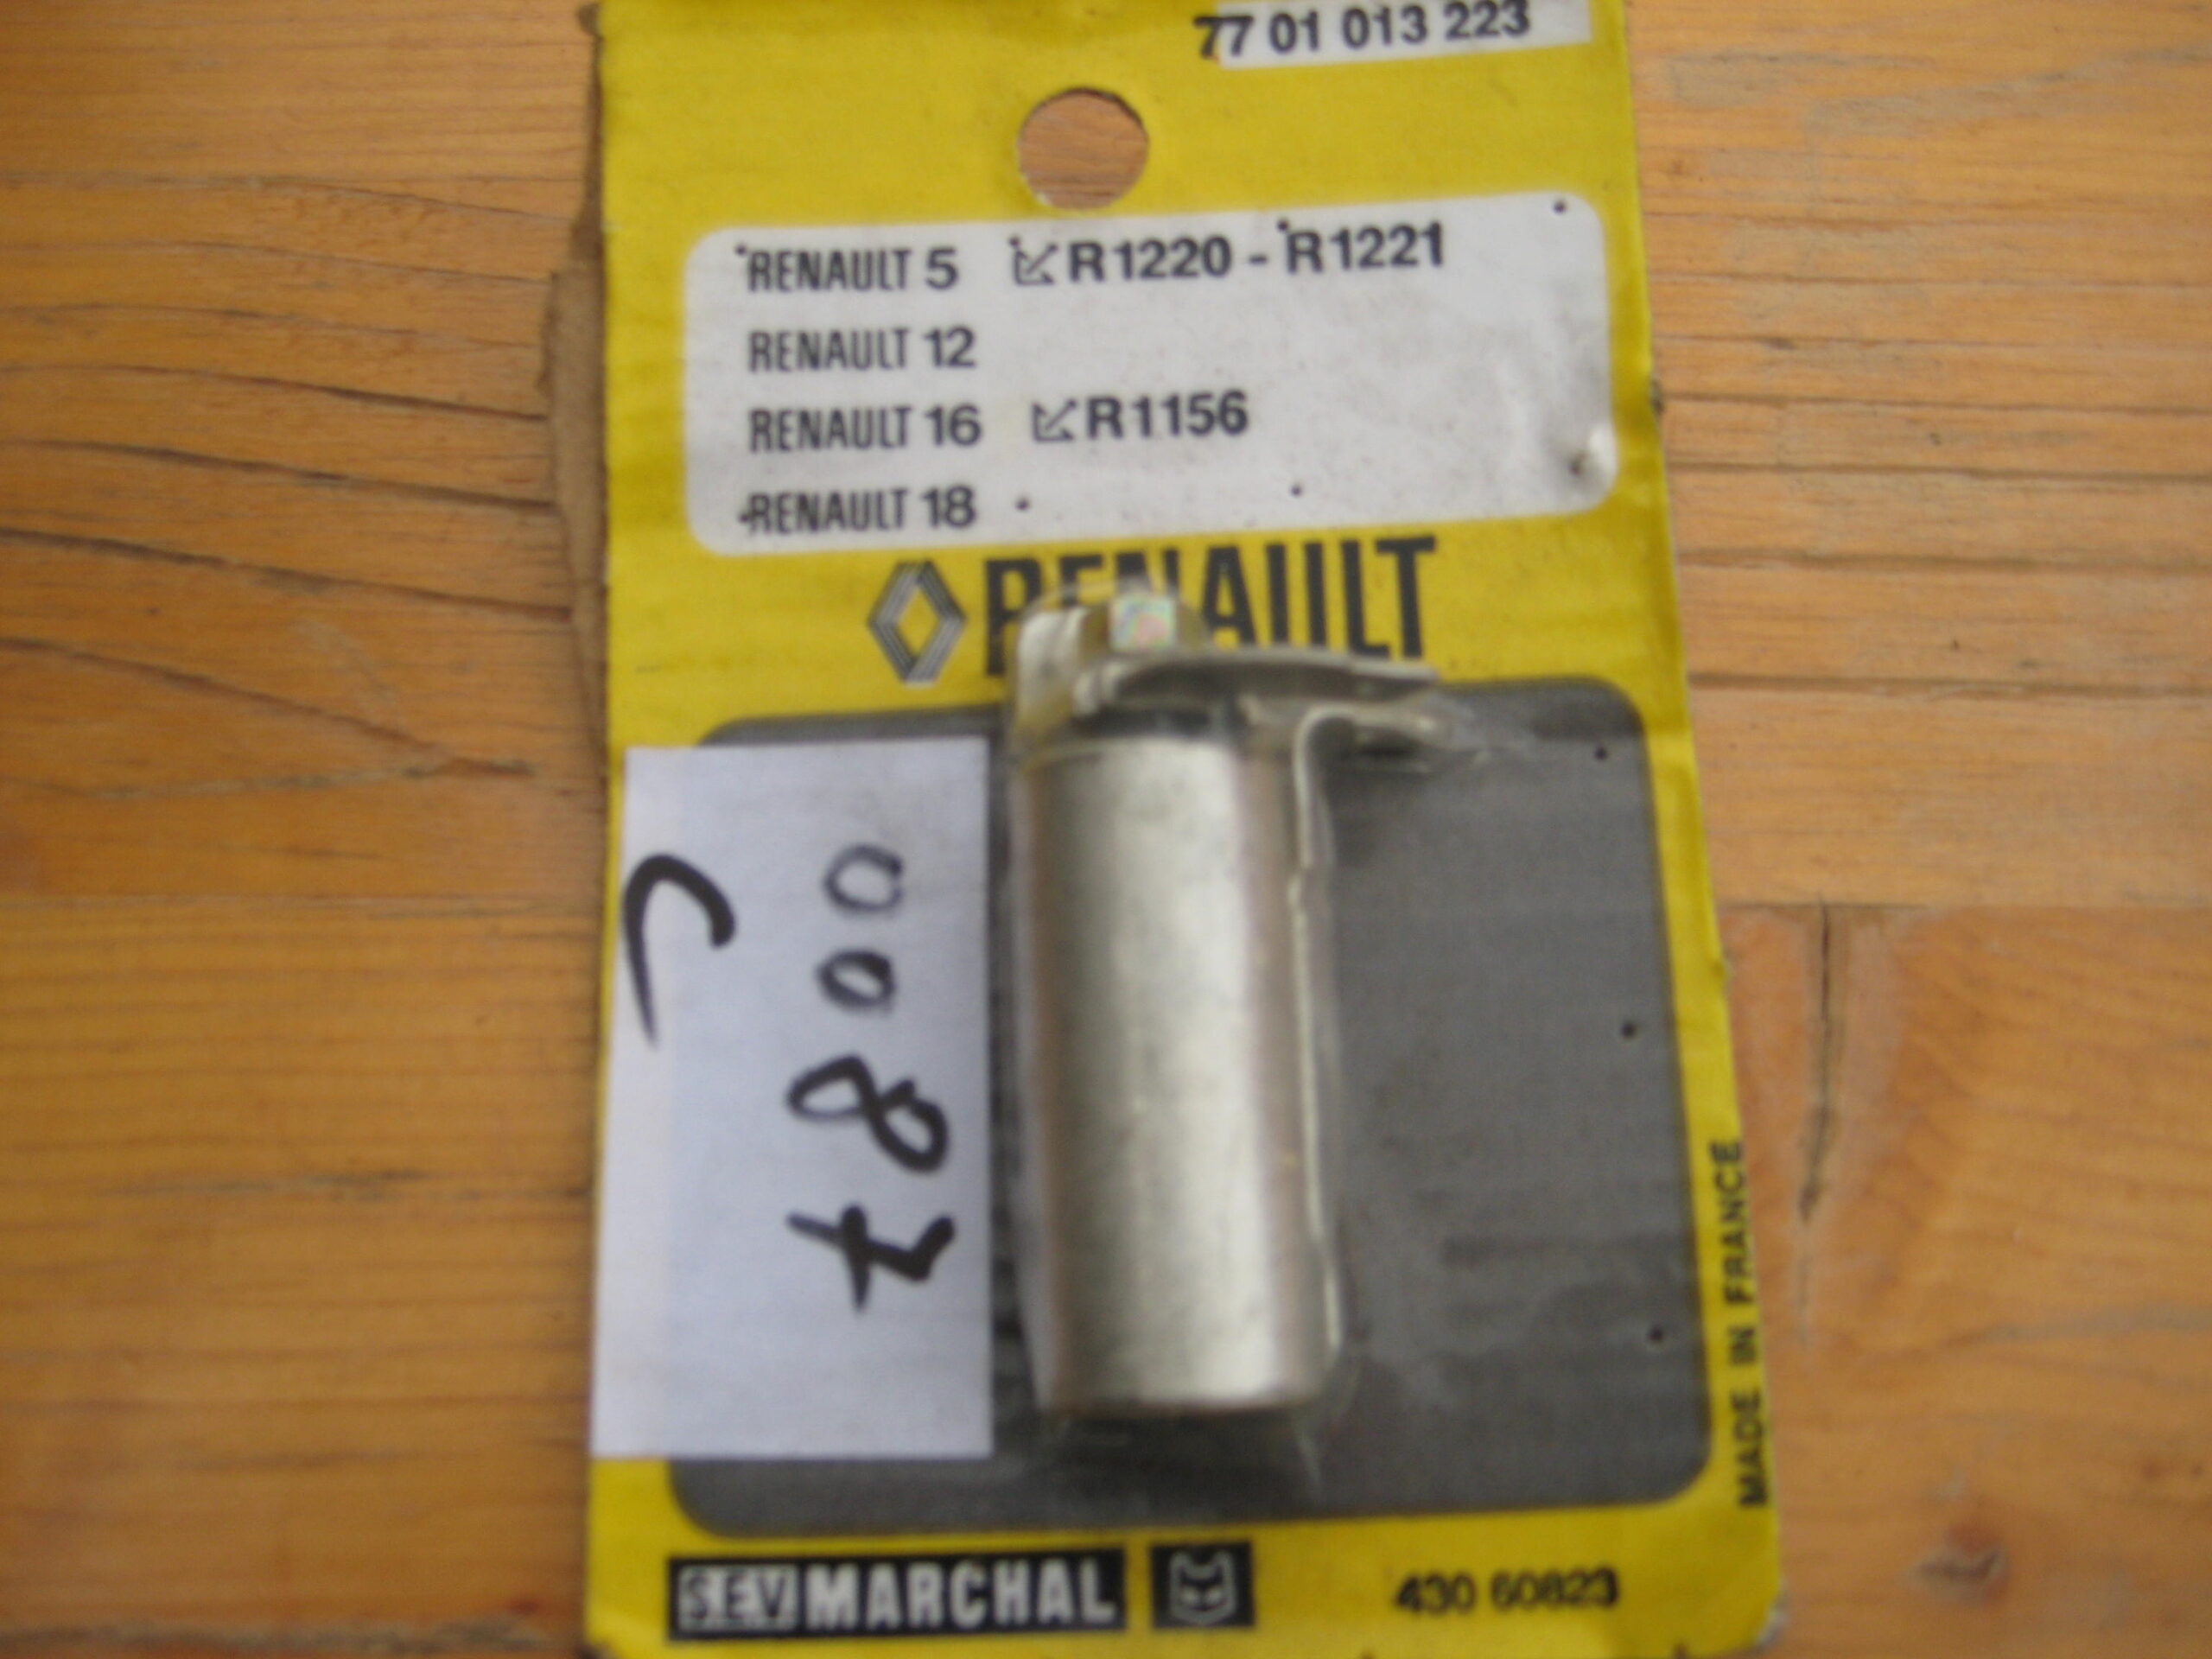 77 01 013 223
RENAULT 5 R1220 - R1221
RENAULT 12
RENAULT 16 R1156
RENAULT 18
RENAULT
7800
MADE IN FRANCE
SEV MARCHAL
430 60823